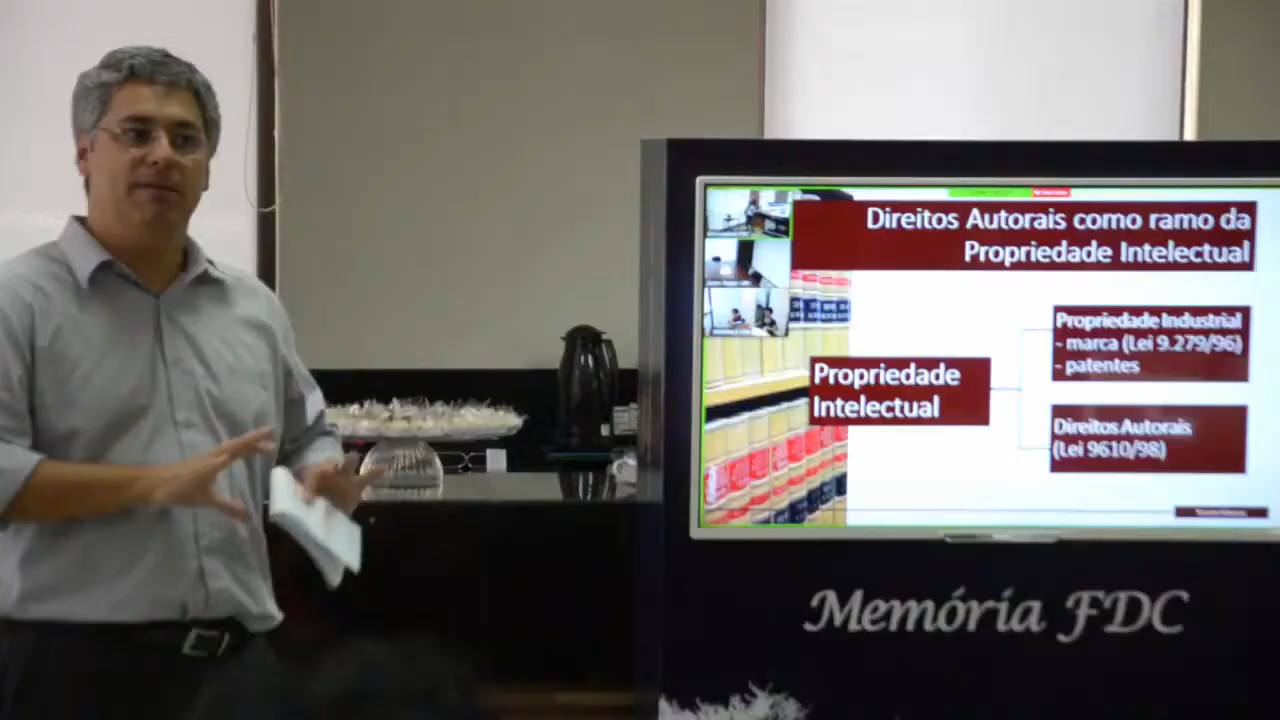 Direitos Autorais como ramo da
Propriedade Intelectual
Propriedade
Intelectual
Propriedade Industrial
- marca (Lei 9.279/96)
- patentes
Direitos Autorais
(Lei 9610/98)
Memória FDC